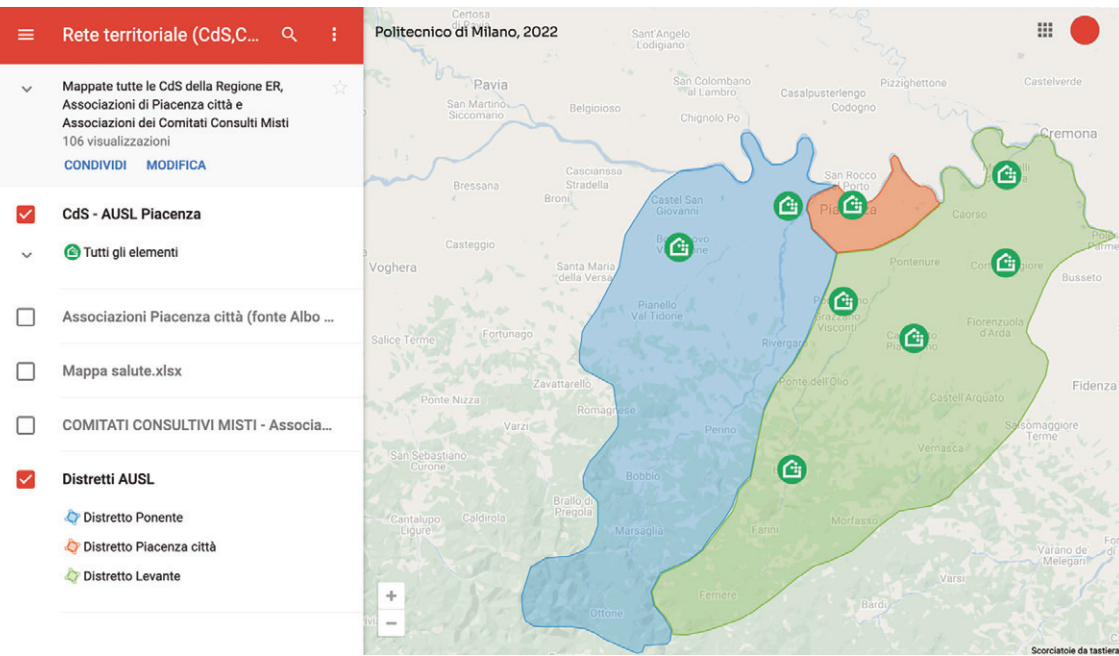 Rete territoriale (CdS,C...
Mappate tutte le CdS della Regione ER,
Associazioni di Piacenza città e
Associazioni dei Comitati Consulti Misti
106 visualizzazioni
CONDIVIDI MODIFICA
CdS - AUSL Piacenza
Tutti gli elementi
Associazioni Piacenza città (fonte Albo ...
Mappa salute.xlsx
COMITATI CONSULTIVI MISTI - Associa...
Distretti AUSL
Distretto Ponente
Distretto Piacenza città
Distretto Levante
Politecnico di Milano, 2022
Certosa
di Pavia
Sant'Angelo
Lodigiano
Pavia
San Martino
Siccomario
Belgioioso
San Colombano
al Lambro
Chignolo Po
Casalpusterlengo
Codogno
Pizzighettone
Castelverde
Cremona
Bressana
Cascianssa
Stradella
Broni
Castel San
Giovanni
San Rocco
al Porto
Caorso
Casteggio
Voghera
Santa Maria
della Versa
Pontenure
Busseto
Pianello
Val Tidone
Grazzano
Visconti
Fiorenzuola
d'Arda
Salice Terme
Fortunago
Rivergaro
Zavattarello
Ponte dell'Olio
Fidenza
Ponte Nizza
Romagnese
Castell'Arquato
Varzi
Perino
Salsomaggiore
Terme
Vernasca
San Sebastiano
Curone
Bobbio
Brallo di
Pregola
Cantalupo
Ligure
Caldirola
Marsaglia
Farini
Morfasso
Varano de
Melegari
Varsi
Ferriere
Bardi
Ottone
+
−
Scorciatoie da tastiera